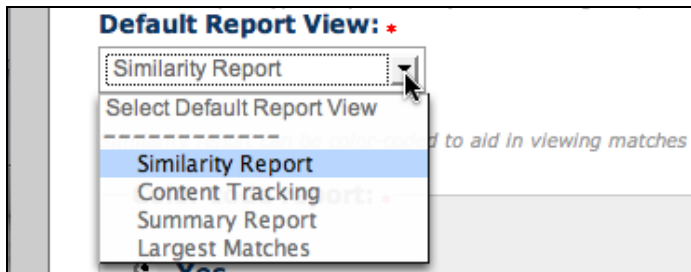 Default Report View: *
Similarity Report
Select Default Report View
------------
d to aid in viewing matches
Similarity Report
Content Tracking
Summary Report
Largest Matches
Yes